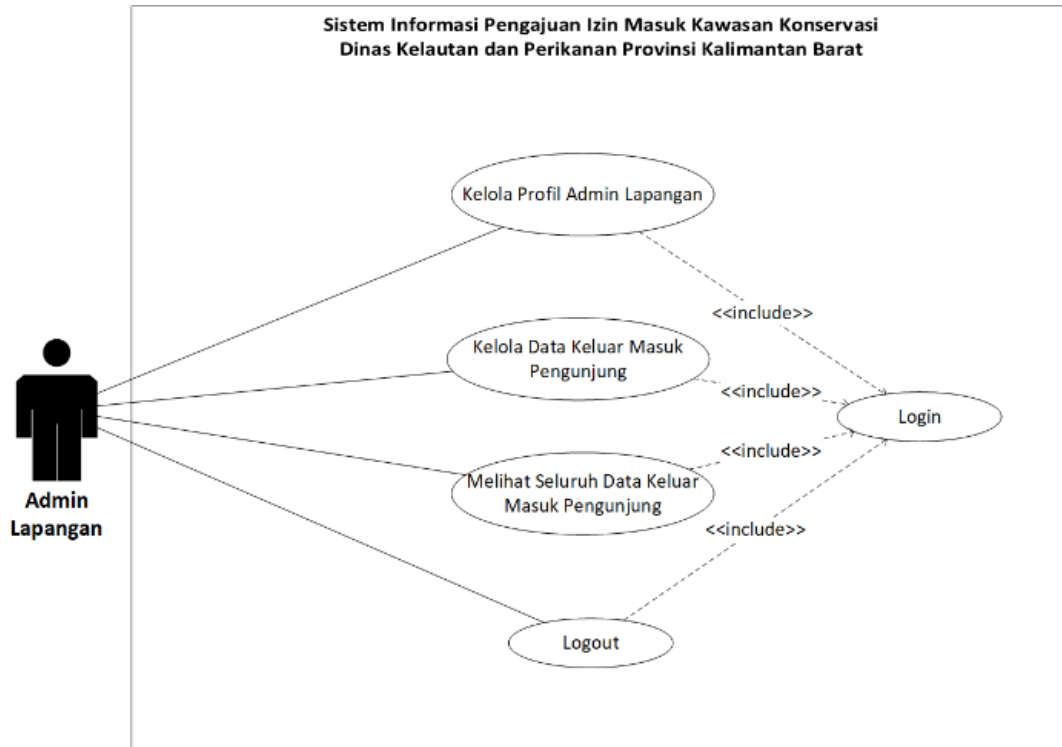 Sistem Informasi Pengajuan Izin Masuk Kawasan Konservasi
Dinas Kelautan dan Perikanan Provinsi Kalimantan Barat
Kelola Profil Admin Lapangan
<<include>>
Kelola Data Keluar Masuk
Pengunjung
<<include>>
Login
<<include>>
Melihat Seluruh Data Keluar
Masuk Pengunjung
Admin
Lapangan
<<include>>
Logout